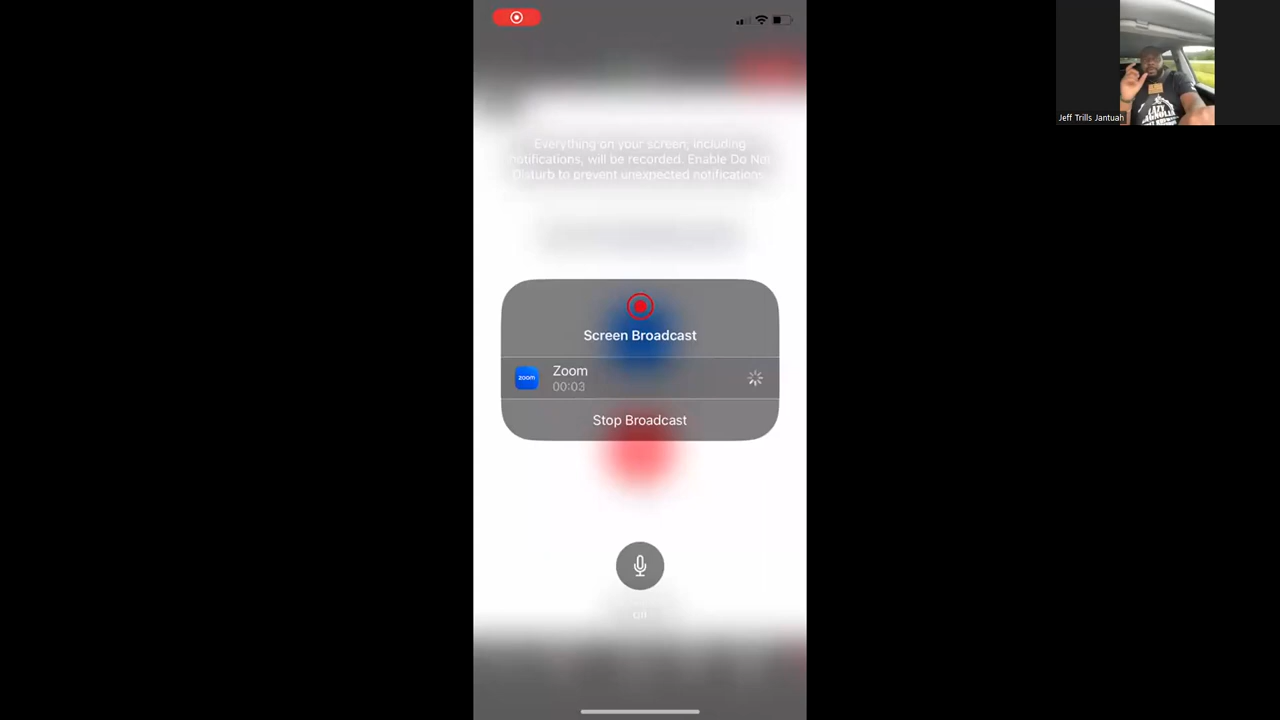 Everything on your screen, including
notifications, will be recorded. Enable Do Not
Disturb to prevent unexpected notifications.
Screen Broadcast
zoom
Zoom
00:03
Stop Broadcast
Off
Jeff Trills Jantuah